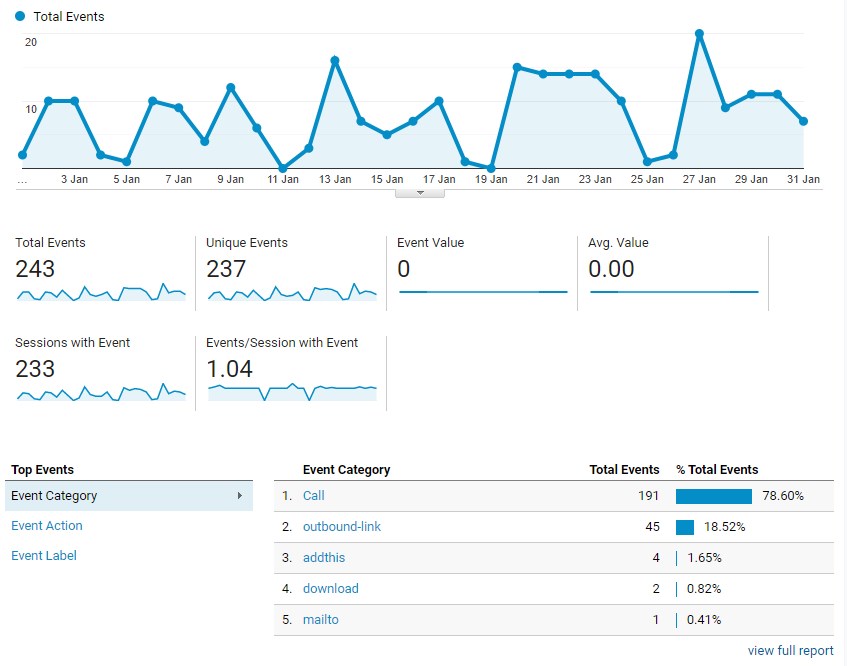 Total Events
20
10
... 3 Jan 5 Jan 7 Jan 9 Jan 11 Jan 13 Jan 15 Jan 17 Jan 19 Jan 21 Jan 23 Jan 25 Jan 27 Jan 29 Jan 31 Jan
Total Events Unique Events Event Value Avg. Value
243 237 0 0.00
Sessions with Event Events/Session with Event
233 1.04
Top Events Event Category Total Events % Total Events
Event Category 1. Call 191 78.60%
Event Action 2. outbound-link 45 18.52%
Event Label 3. addthis 4 1.65%
4. download 2 0.82%
5. mailto 1 0.41%
view full report